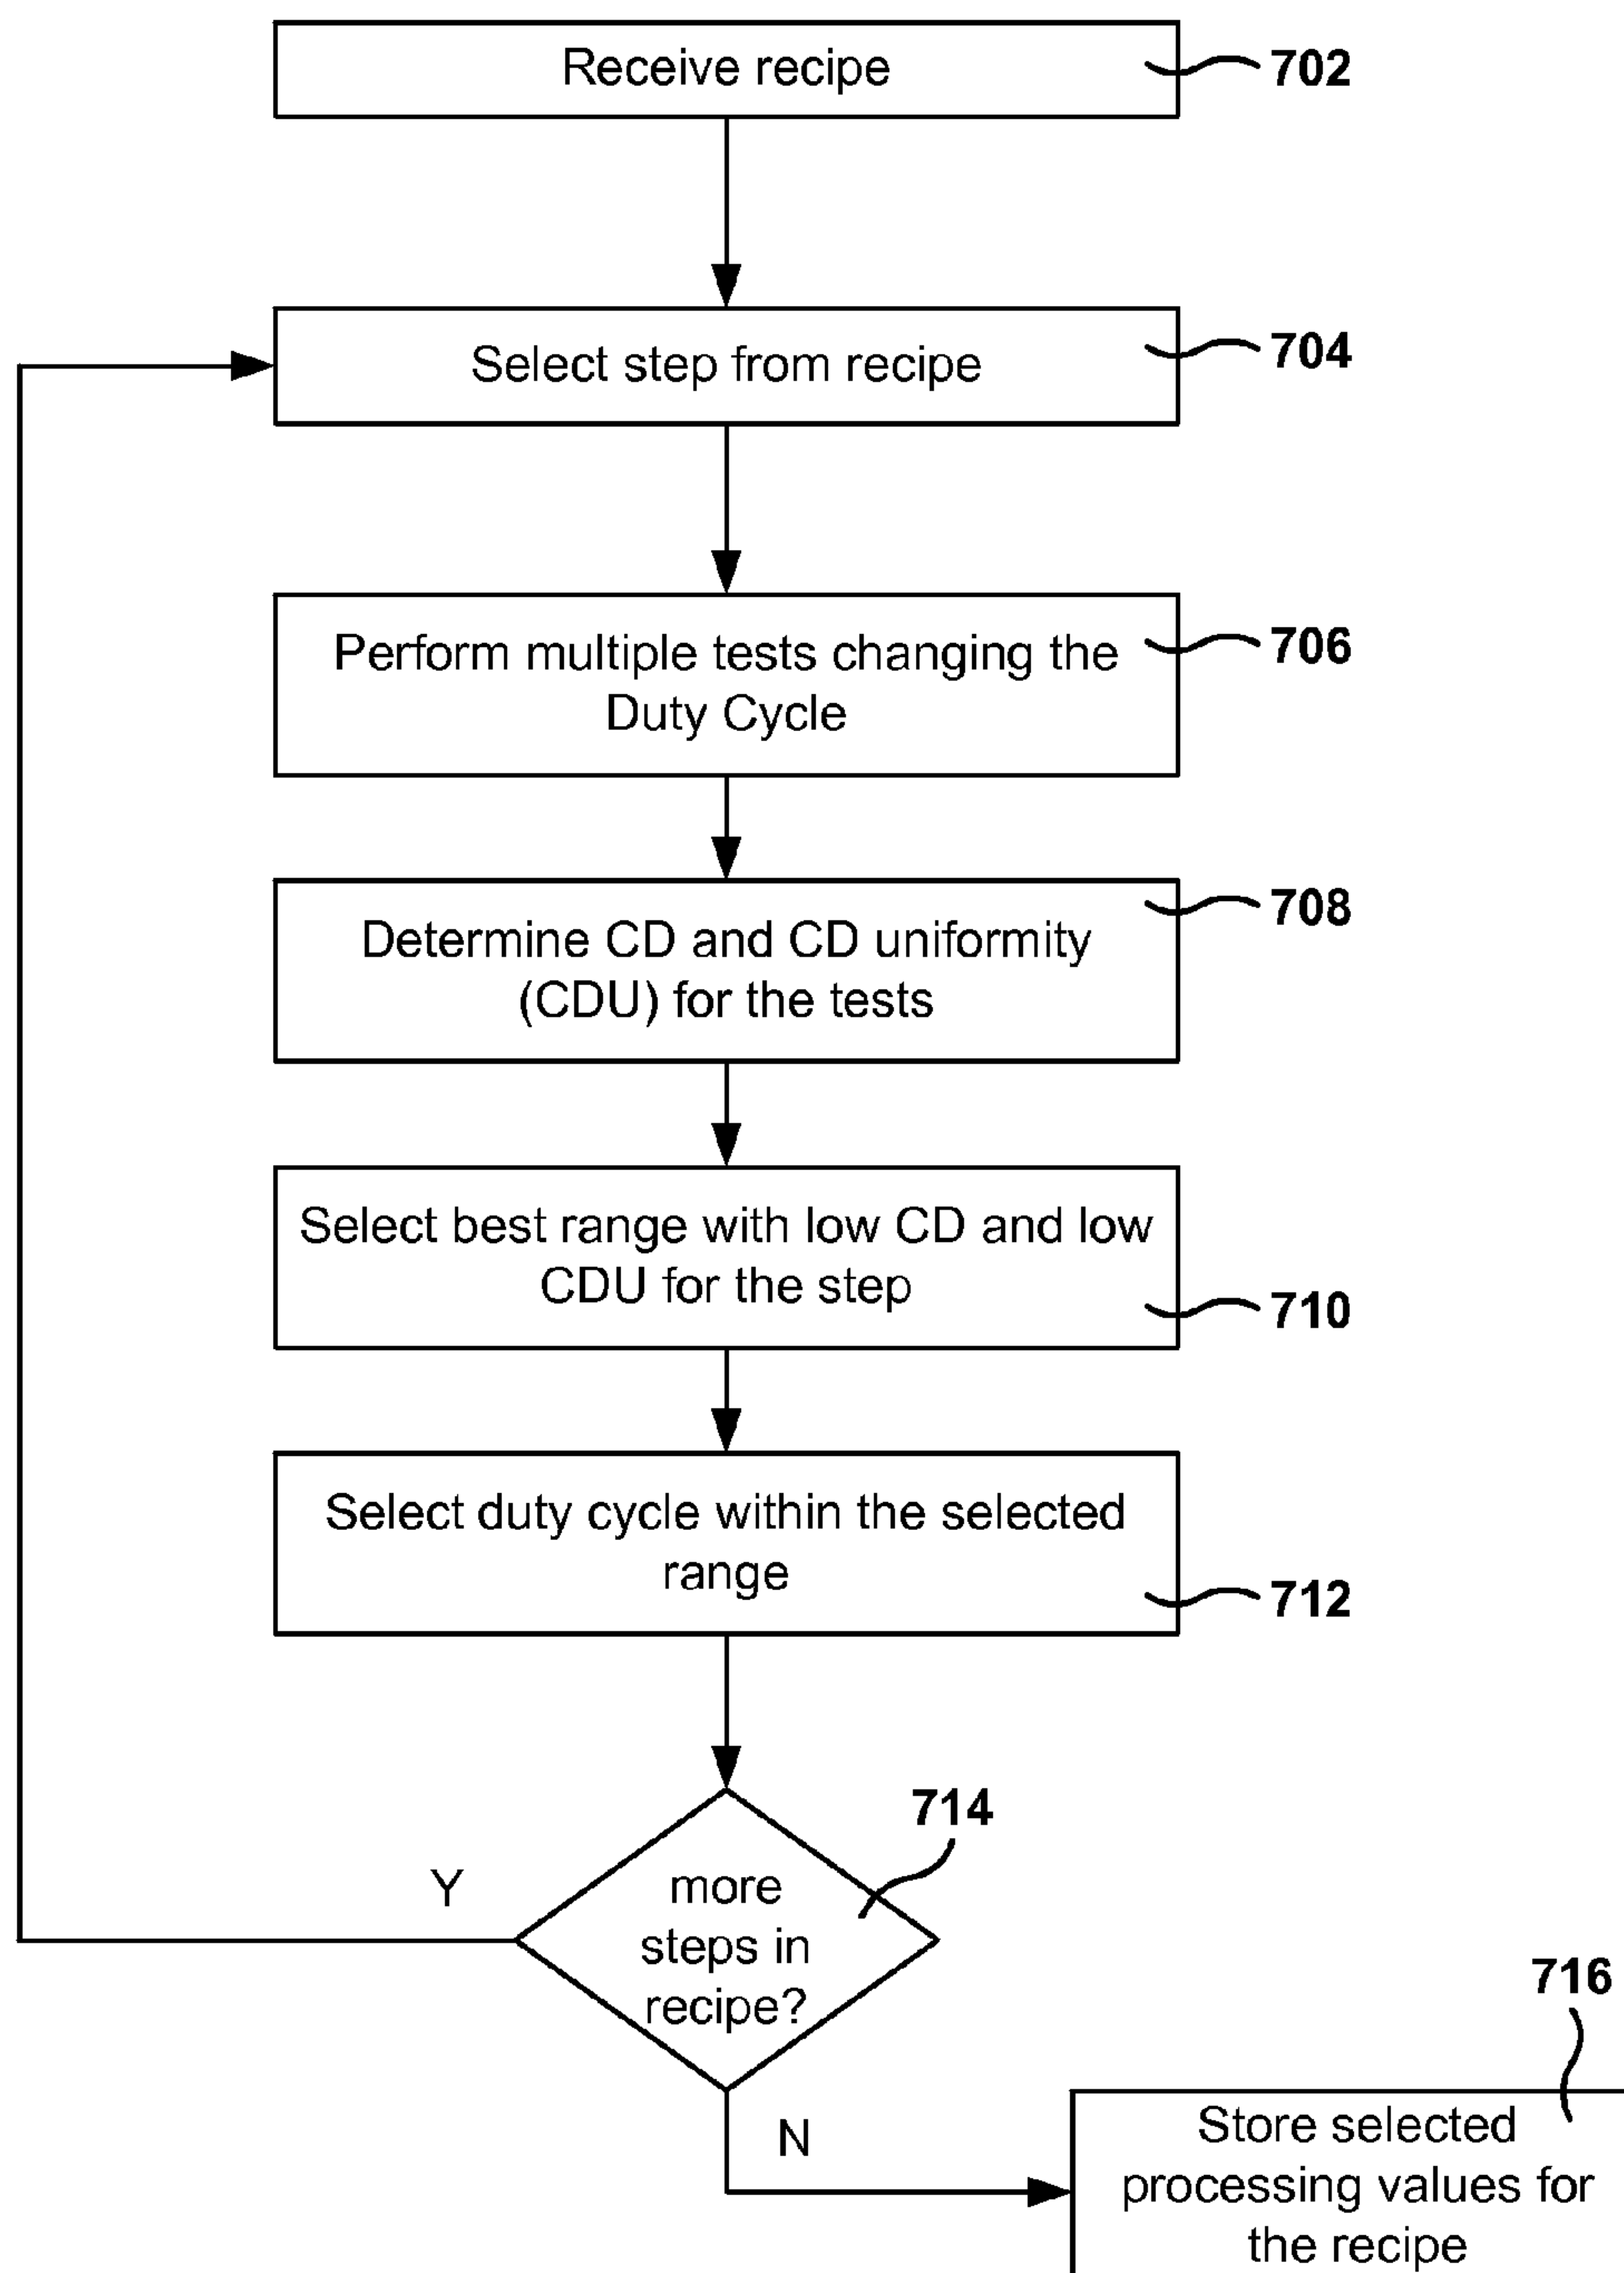 Receive recipe
702
Select step from recipe
704
Perform multiple tests changing the
Duty Cycle
706
Determine CD and CD uniformity
(CDU) for the tests
708
Select best range with low CD and low
CDU for the step
710
Select duty cycle within the selected
range
712
714
more
steps in
recipe?
Y
N
716
Store selected
processing values for
the recipe